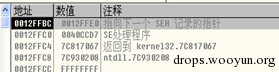 地址 数值 注释
0012FFBC 0012FFE0 指向下一个 SEH 记录的指针
0012FFC0 0040CCD7 SE处理程序
0012FFC4 7C817067 返回到 kernel32.7C817067
0012FFC8 7C930208 ntdll.7C930208
0012FFCC FFFFFFFF
drops.wooyun.org